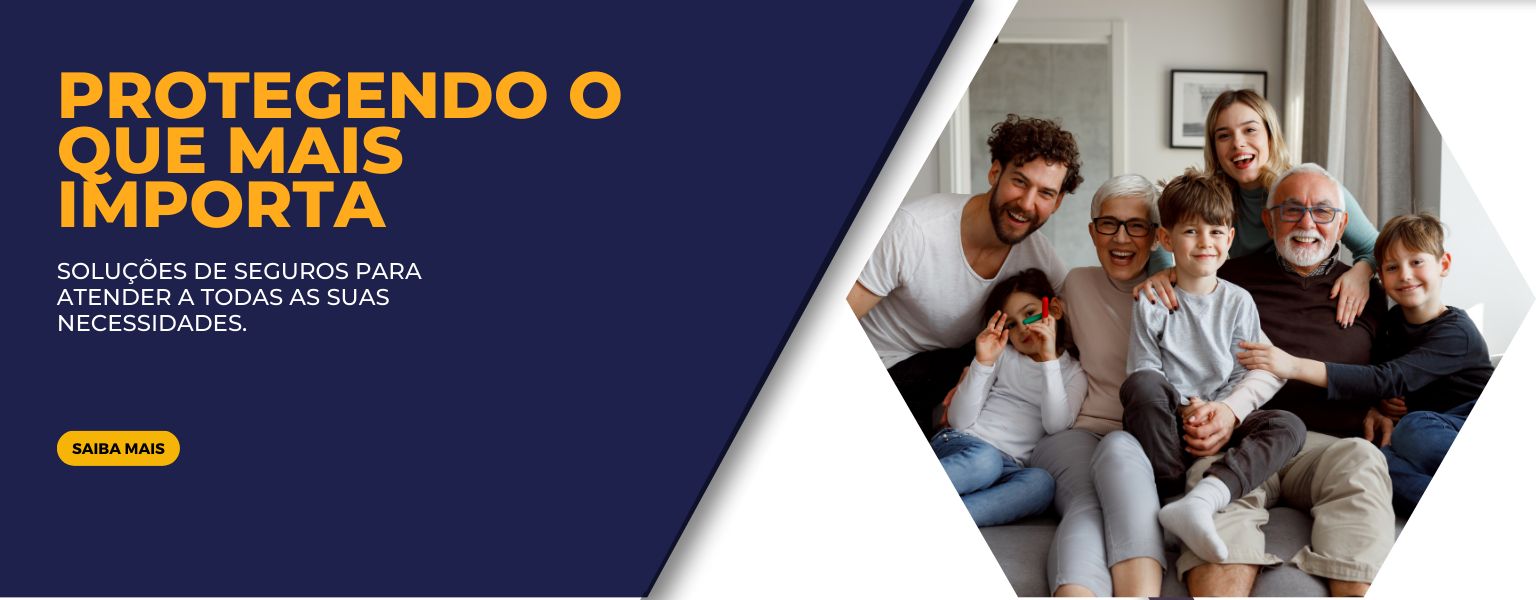 PROTEGENDO O
QUE MAIS
IMPORTA
SOLUÇÕES DE SEGUROS PARA
ATENDER A TODAS AS SUAS
NECESSIDADES.
SAIBA MAIS